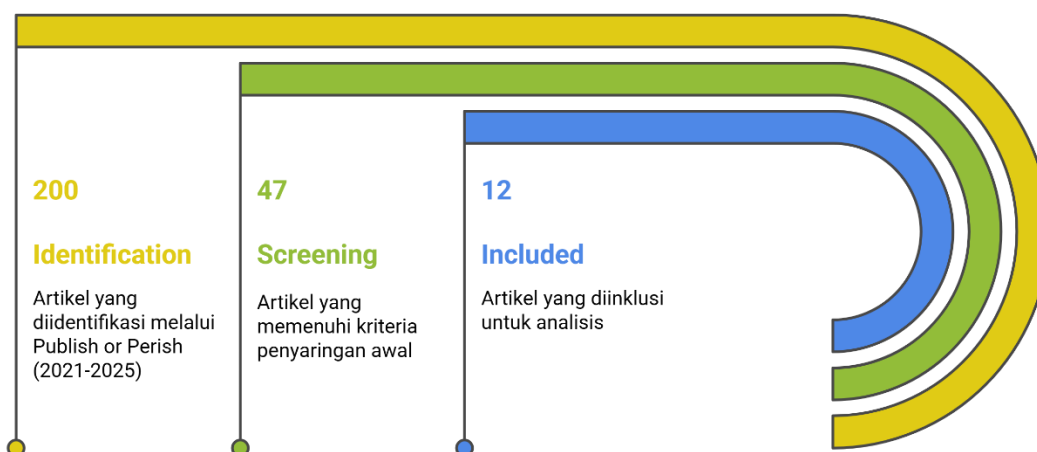 200
Identification
Artikel yang
diidentifikasi melalui
Publish or Perish
(2021-2025)
47
Screening
Artikel yang
memenuhi kriteria
penyaringan awal
12
Included
Artikel yang diinklusi
untuk analisis